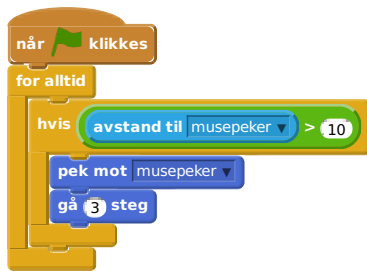 når klikkes
for alltid
hvis avstand til musepeker > 10
pek mot musepeker
gå 3 steg